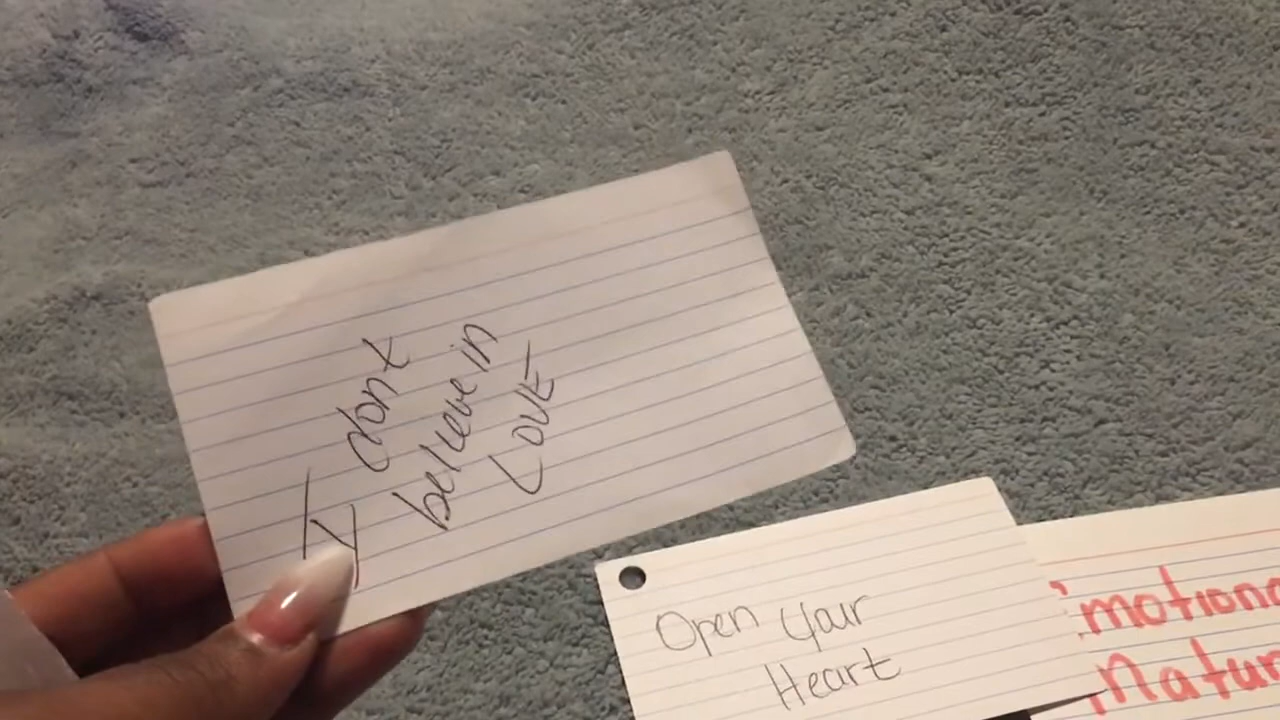 I dont
believe in
LOVE
Open Your
Heart
motiona
Natur